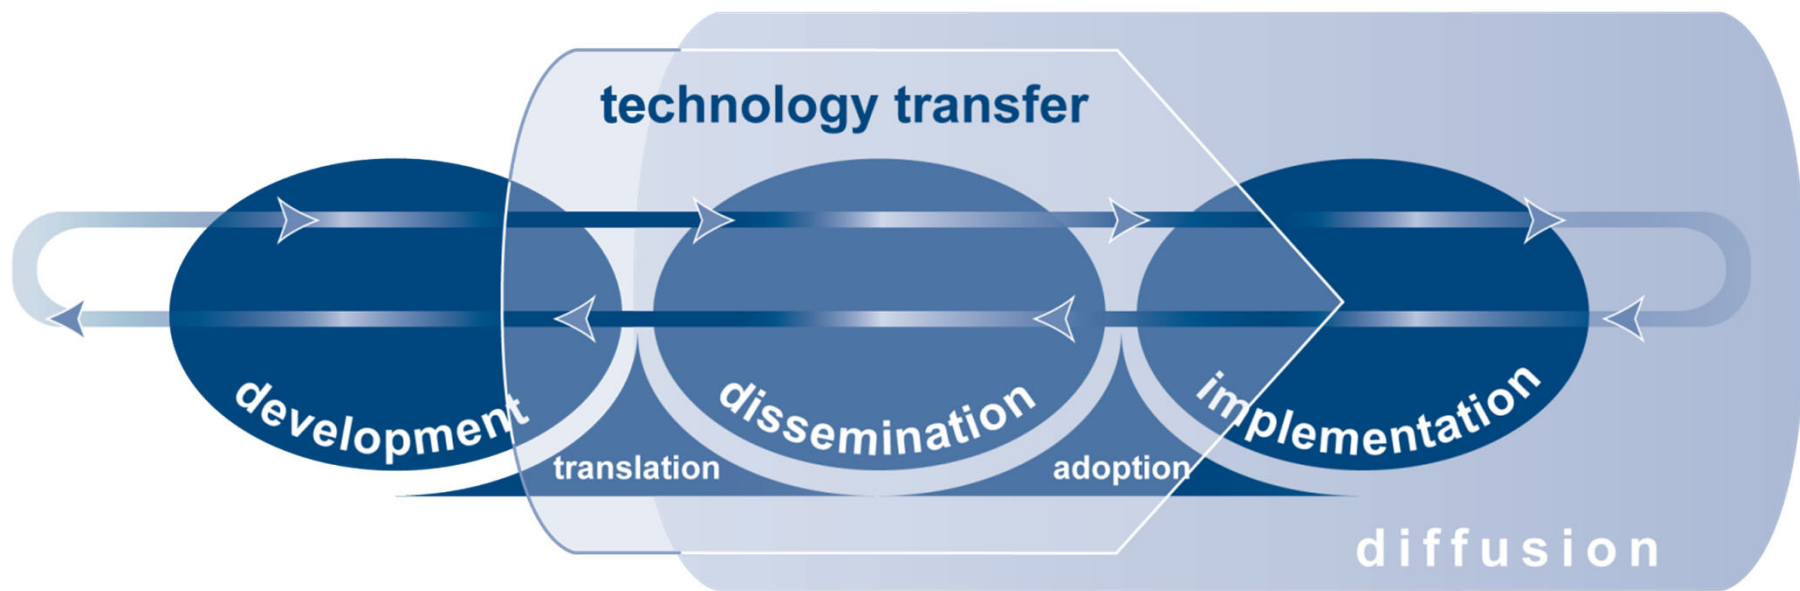 technology transfer
development
dissemination
implementation
translation
adoption
diffusion